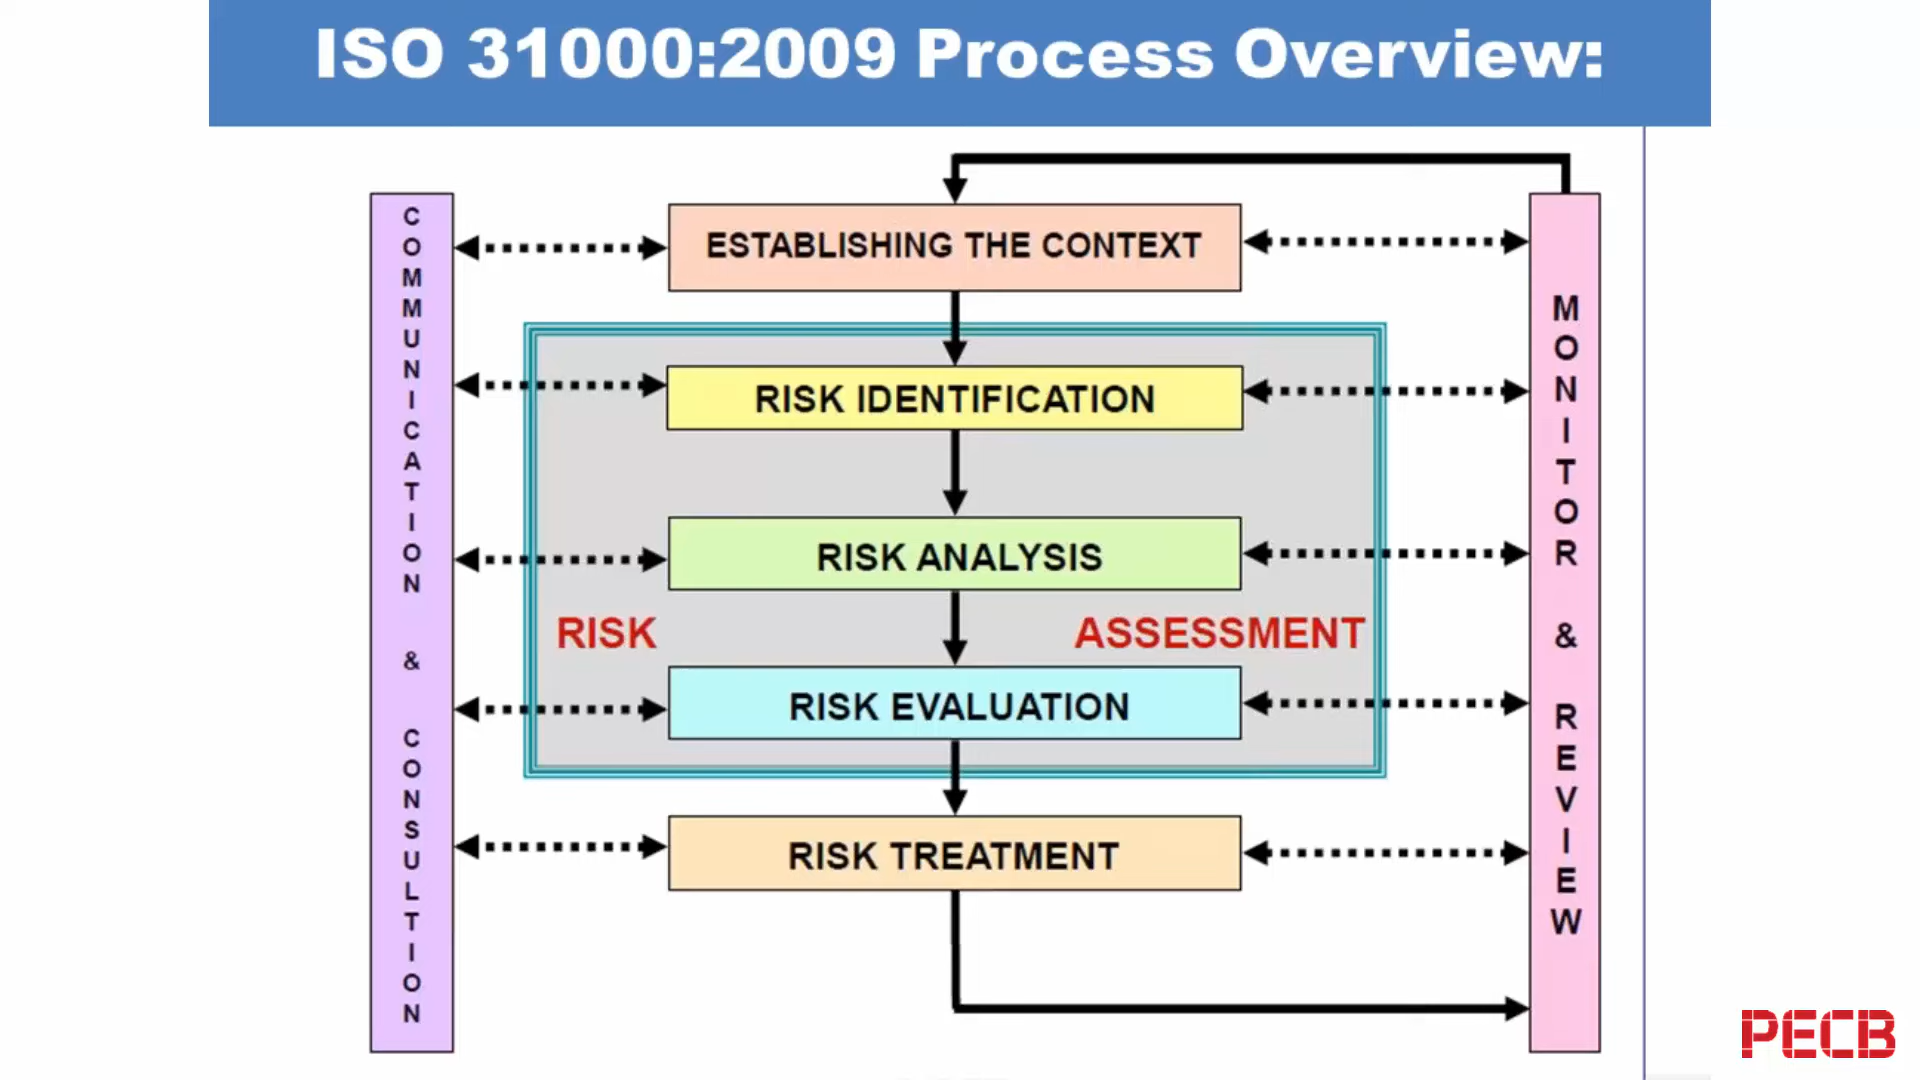 ISO 31000:2009 Process Overview:
COMMUNICATION & CONSULTION
ESTABLISHING THE CONTEXT
RISK IDENTIFICATION
RISK ANALYSIS
RISK ASSESSMENT
RISK EVALUATION
RISK TREATMENT
MONITOR & REVIEW
PECB